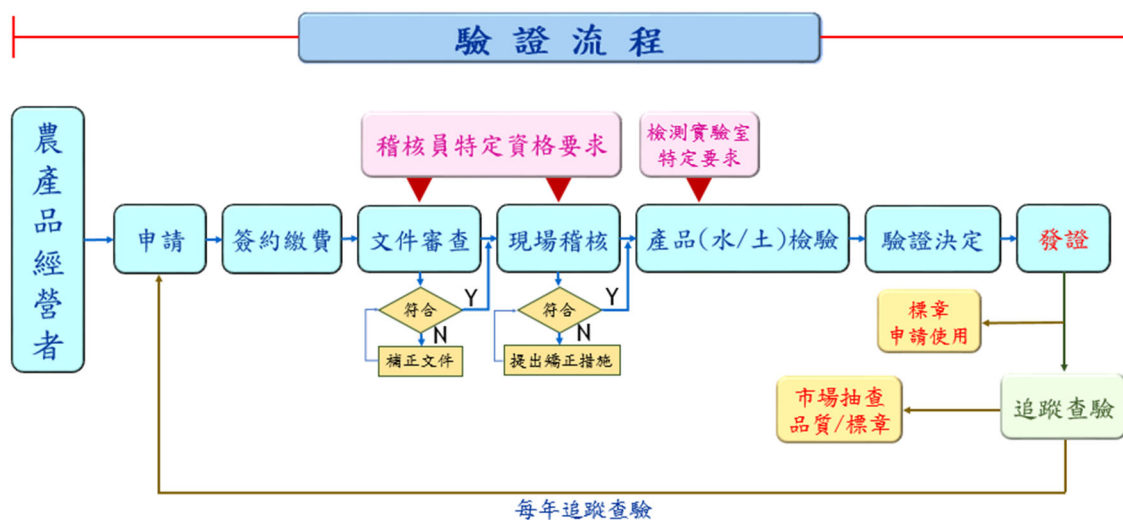 驗證流程
農產品經營者
稽核員特定資格要求
檢測實驗室
特定要求
申請
簽約繳費
文件審查
現場稽核
產品(水/土)檢驗
驗證決定
發證
符合
Y
N
補正文件
符合
Y
N
提出矯正措施
標章
申請使用
市場抽查
品質/標章
追蹤查驗
每年追蹤查驗